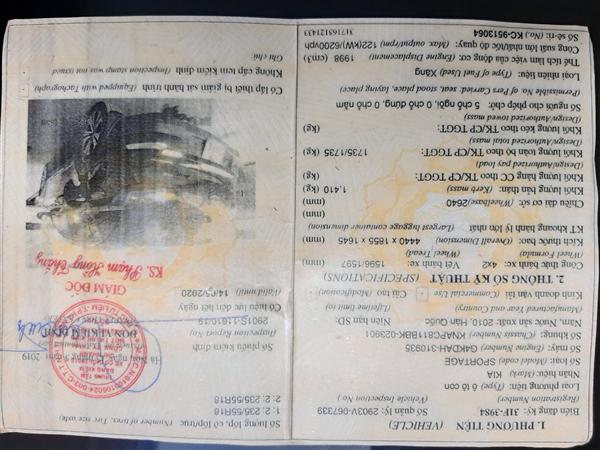 1. PHƯƠNG TIỆN (VEHICLE)
Biển đăng ký: 31F-3984 Số quản lý: 2903V-067339
(Registration Number) (Vehicle Inspection No.)
Loại phương tiện: (Type) ô tô con
Nhãn hiệu: (Mark) KIA
Số loại: (Model code) SPORTAGE
Số máy: (Engine Number) G4KDAH-310935
Số khung: (Chassis Number) KNAPC811BBK-023901
Năm, Nước sản xuất: 2010, Hàn Quốc Niên hạn SD:
(Manufactured Year and Country) (Lifetime limit to)
Kinh doanh vận tải (Commercial Use) Cải tạo (Modification)
2. THÔNG SỐ KỸ THUẬT (SPECIFICATIONS)
Công thức bánh xe: 4x2 Vết bánh xe: 1596/1597 (mm)
(Wheel Formula) (Wheel Tread)
Kích thước bao: (Overall Dimension) 4440 x 1855 x 1645 (mm)
KT khoang hành lý lớn nhất (Largest luggage container dimension)
(mm)
Chiều dài cơ sở: (Wheelbase) 2640 (mm)
Khối lượng bản thân: (Kerb mass) 1.410 (kg)
Khối lượng hàng CC theo TK/CP TGGT: (kg)
(Design/Authorized pay load)
Khối lượng toàn bộ theo TK/CP TGGT: 1735/1735 (kg)
(Design/Authorized total mass)
Khối lượng kéo theo TK/CP TGGT: (kg)
(Design/Authorized towed mass)
Số người cho phép chở: 5 chỗ ngồi, 0 chỗ đứng, 0 chỗ nằm
(Permissible No of Pers Carried: seat, stood place, laying place)
Loại nhiên liệu: (Type of Fuel Used) Xăng
Thể tích làm việc của động cơ: (Engine Displacement) 1998 (cm3)
Công suất lớn nhất/tốc độ quay: (Max. output/rpm) 122(kW)/6200vph
Số sê-ri: (No.) KC-9513064
Số lượng lốp, cỡ lốp/trục (Number of tires, Tire size/axle)
1: 2; 235/55R18
2: 2; 235/55R18
Số phiếu kiểm định
(Inspection Report No)
Có hiệu lực đến hết ngày 14/05/2020
(Valid until)
2019
ĐƠN VỊ KIỂM ĐỊNH
GIÁM ĐỐC
KS. Phạm Hồng Thắng
Có lắp thiết bị giám sát hành trình (Equipped with Tachograph)
Không cấp tem kiểm định (Inspection stamp was not issued)
Ghi chú: